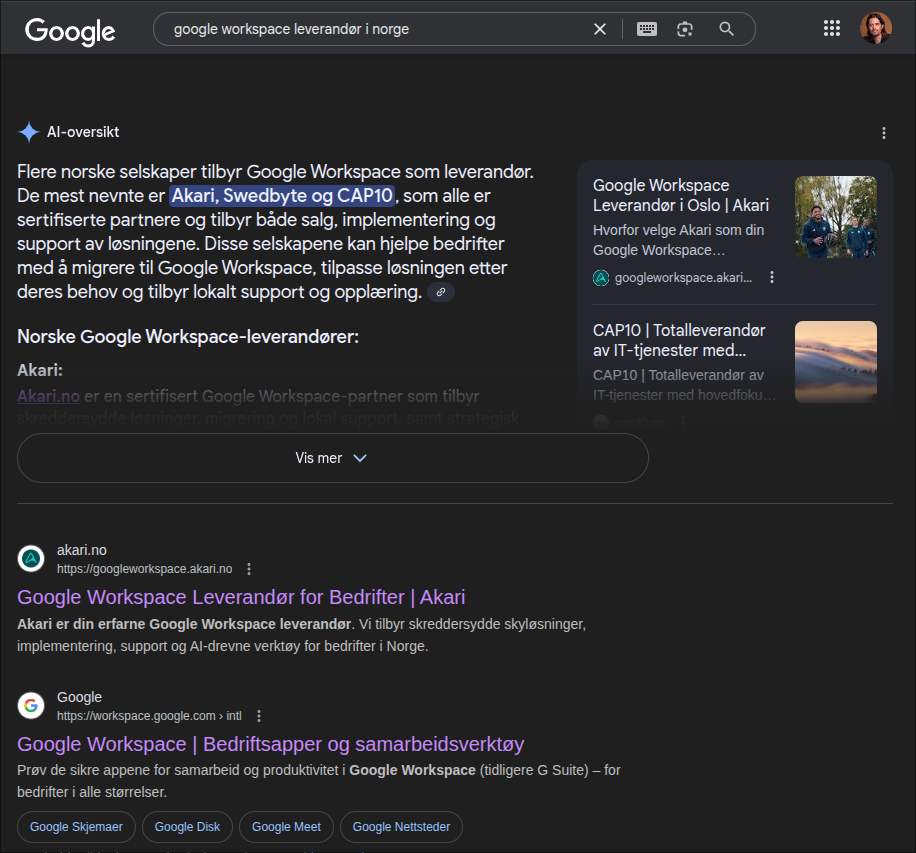 Google
google workspace leverandør i norge
AI-oversikt
Flere norske selskaper tilbyr Google Workspace som leverandør.
De mest nevnte er Akari, Swedbyte og CAP10, som alle er
sertifiserte partnere og tilbyr både salg, implementering og
support av løsningene. Disse selskapene kan hjelpe bedrifter
med å migrere til Google Workspace, tilpasse løsningen etter
deres behov og tilbyr lokalt support og opplæring.
Norske Google Workspace-leverandører:
Akari:
Akari.no er en sertifisert Google Workspace-partner som tilbyr
skreddersydde løsninger, migrering og lokal support, samt strategisk
Google Workspace
Leverandør i Oslo | Akari
Hvorfor velge Akari som din
Google Workspace…
googleworkspace.akari...
CAP10 | Totalleverandør
av IT-tjenester med...
CAP10 | Totalleverandør av
IT-tjenester med hovedfoku…
Vis mer
akari.no
https://googleworkspace.akari.no
Google Workspace Leverandør for Bedrifter | Akari
Akari er din erfarne Google Workspace leverandør. Vi tilbyr skreddersydde skyløsninger,
implementering, support og AI-drevne verktøy for bedrifter i Norge.
Google
https://workspace.google.com › intl
Google Workspace | Bedriftsapper og samarbeidsverktøy
Prøv de sikre appene for samarbeid og produktivitet i Google Workspace (tidligere G Suite) – for
bedrifter i alle størrelser.
Google Skjemaer
Google Disk
Google Meet
Google Nettsteder